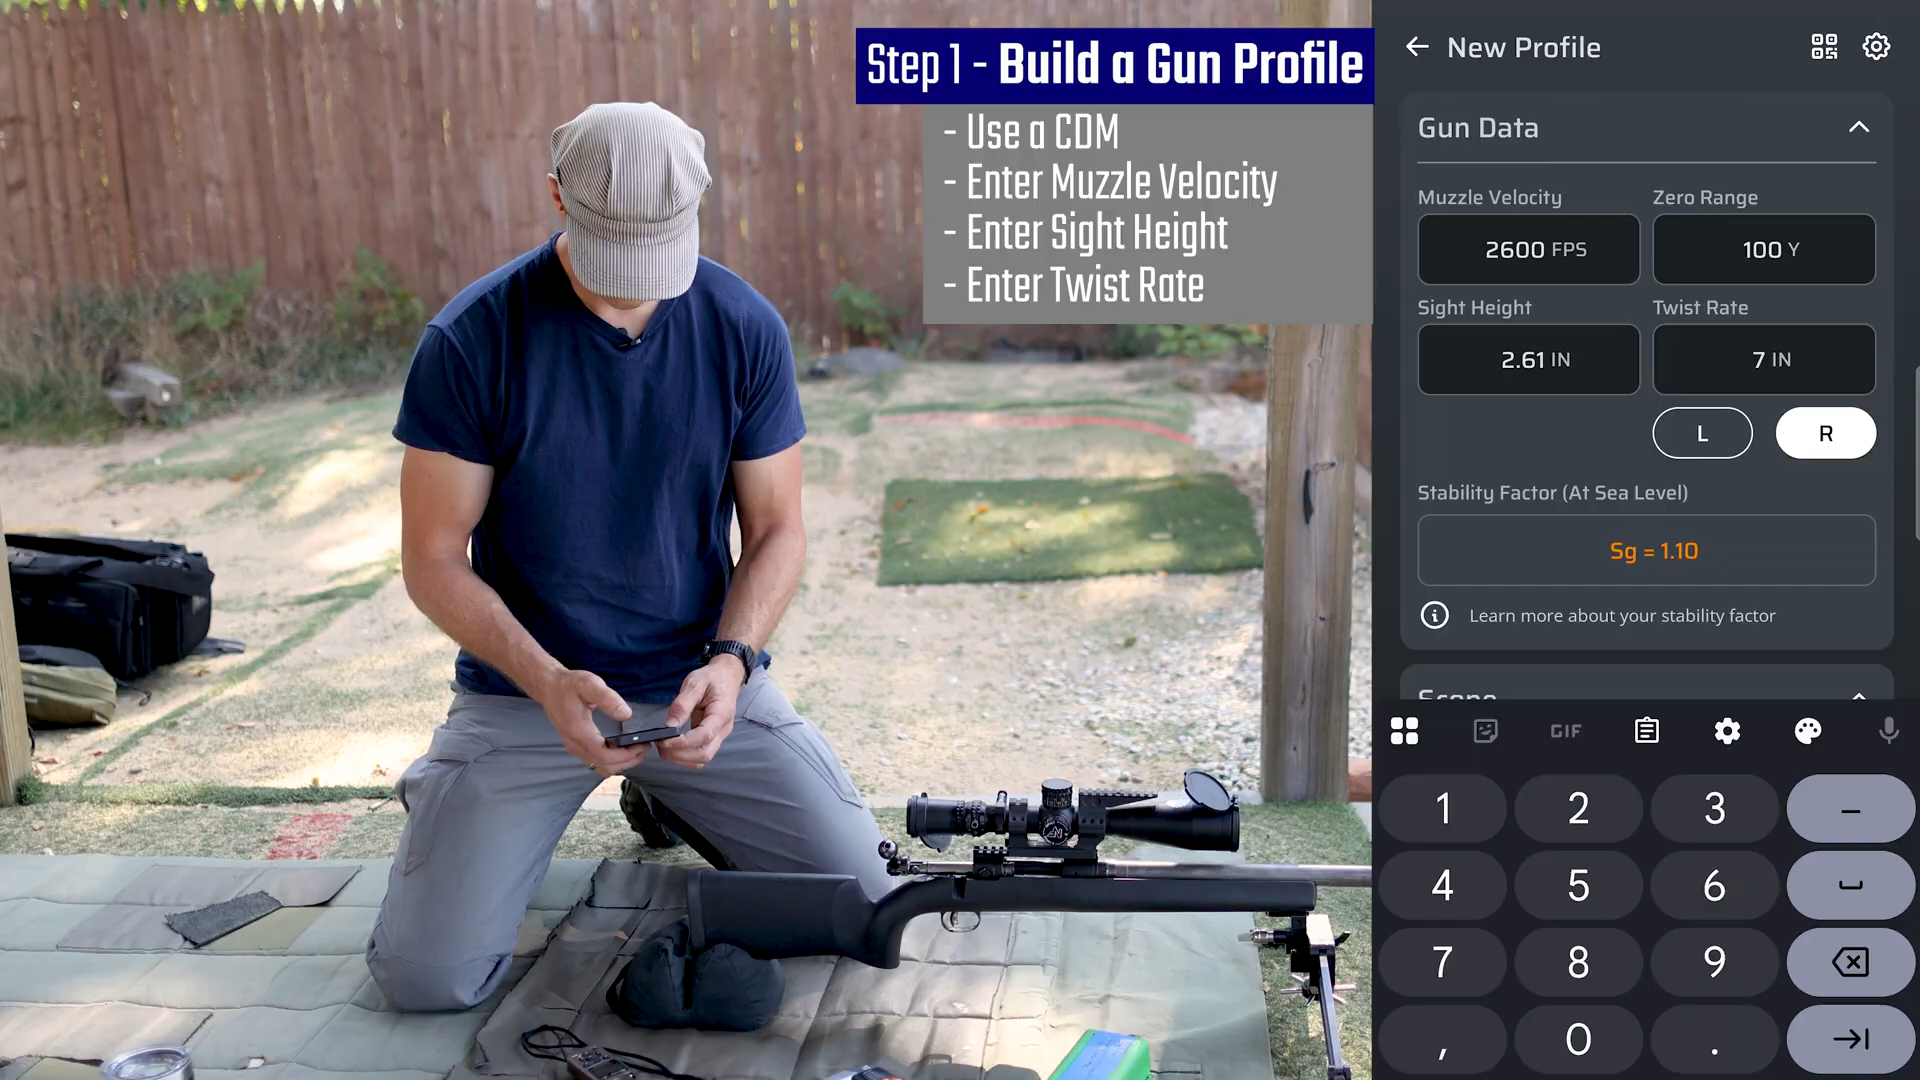 Step 1 - Build a Gun Profile
- Use a CDM
- Enter Muzzle Velocity
- Enter Sight Height
- Enter Twist Rate
New Profile
Gun Data
Muzzle Velocity
Zero Range
2600 FPS
100 Y
Sight Height
Twist Rate
2.61 IN
7 IN
L
R
Stability Factor (At Sea Level)
Sg = 1.10
Learn more about your stability factor
Scope
GIF
1 2 3 –
4 5 6
7 8 9
, 0 .